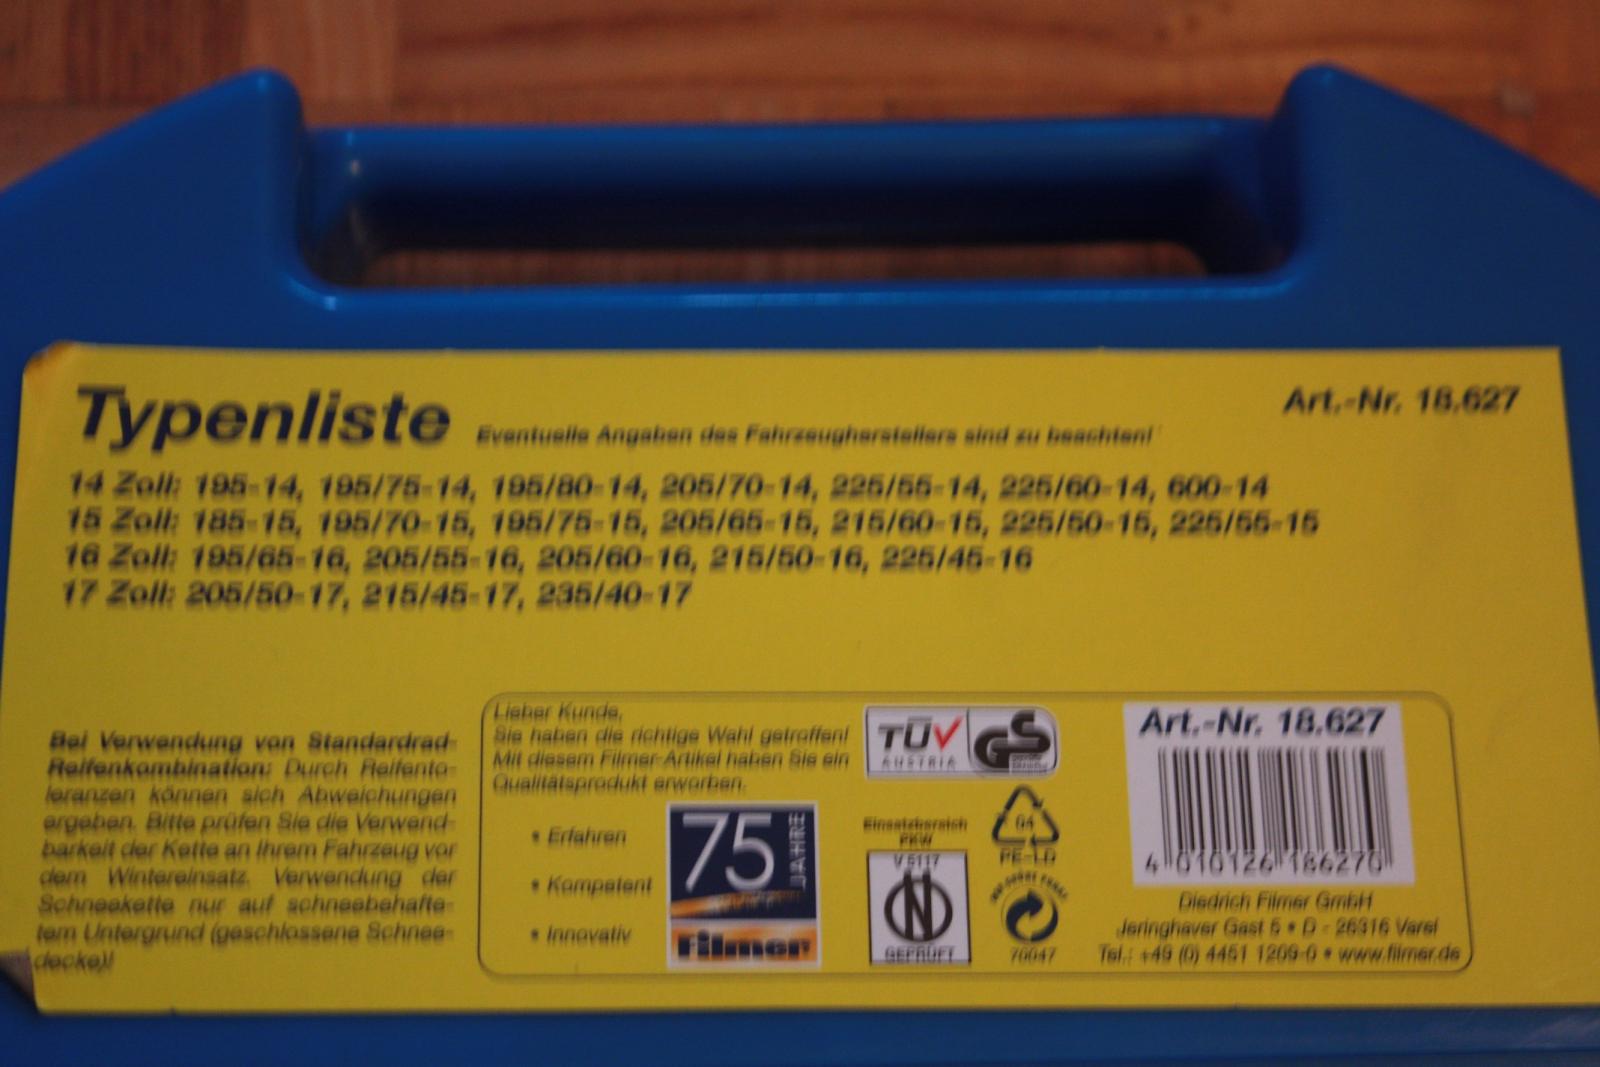 Typenliste Eventuelle Angaben des Fahrzeugherstellers sind zu beachten!
Art.-Nr. 18.627
14 Zoll: 195-14, 195/75-14, 195/80-14, 205/70-14, 225/55-14, 225/60-14, 600-14
15 Zoll: 185-15, 195/70-15, 195/75-15, 205/65-15, 215/60-15, 225/50-15, 225/55-15
16 Zoll: 195/65-16, 205/55-16, 205/60-16, 215/50-16, 225/45-16
17 Zoll: 205/50-17, 215/45-17, 235/40-17
Bei Verwendung von Standardrad-
Reifenkombination: Durch Reifento-
leranzen können sich Abweichungen
ergeben. Bitte prüfen Sie die Verwend-
barkeit der Kette an Ihrem Fahrzeug vor
dem Wintereinsatz. Verwendung der
Schneekette nur auf schneebehafte-
tem Untergrund (geschlossene Schnee-
decke)!
Lieber Kunde,
Sie haben die richtige Wahl getroffen!
Mit diesem Filmer-Artikel haben Sie ein
Qualitätsprodukt erworben.
• Erfahren
• Kompetent
• Innovativ
75 JAHRE
Filmer
TÜV
AUSTRIA
GS
Einsatzbereich
PKW
V 5117
N
GEPRÜFT
04
PE-LD
70047
Art.-Nr. 18.627
4 010126 186270
Diedrich Filmer GmbH
Jeringhaver Gast 5 • D - 26316 Varel
Tel.: +49 (0) 4451 1209-0 • www.filmer.de